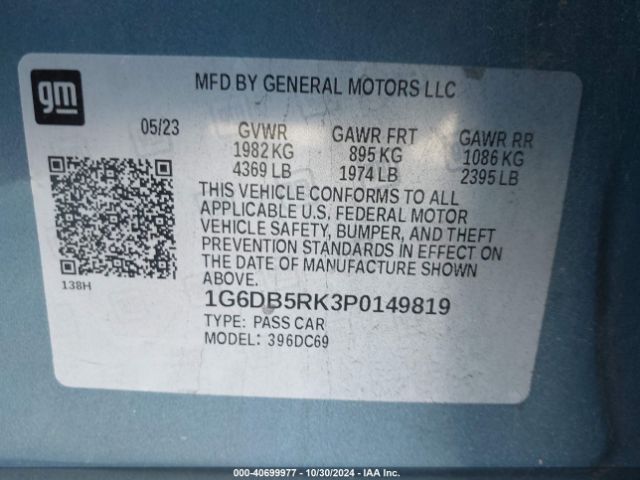 gm
MFD BY GENERAL MOTORS LLC
05/23 GVWR GAWR FRT GAWR RR
1982 KG 895 KG 1086 KG
4369 LB 1974 LB 2395 LB
THIS VEHICLE CONFORMS TO ALL
APPLICABLE U.S. FEDERAL MOTOR
VEHICLE SAFETY, BUMPER, AND THEFT
PREVENTION STANDARDS IN EFFECT ON
THE DATE OF MANUFACTURE SHOWN
ABOVE.
138H
1G6DB5RK3P0149819
TYPE: PASS CAR
MODEL: 396DC69
000-40699977 - 10/30/2024 - IAA Inc.